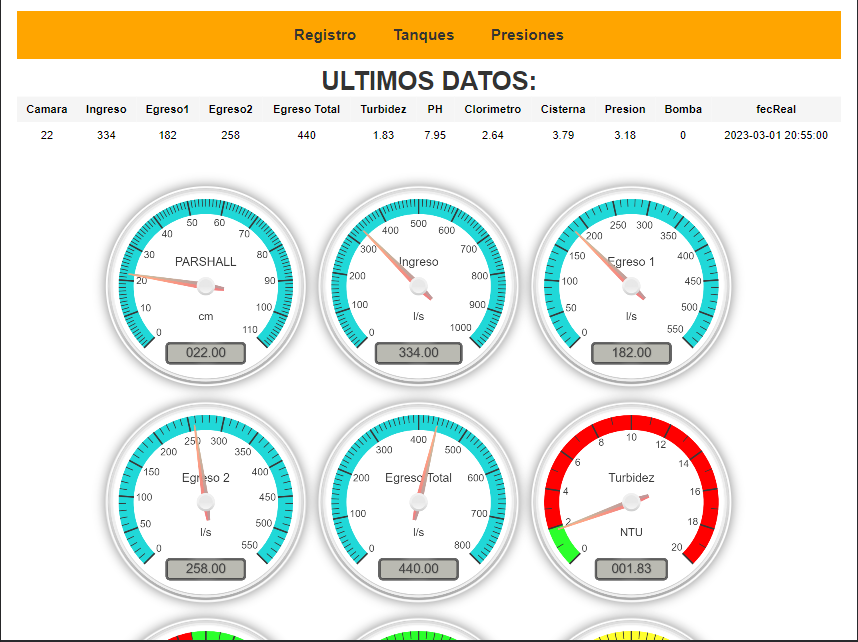 Registro Tanques Presiones
ULTIMOS DATOS:
Camara Ingreso Egreso1 Egreso2 Egreso Total Turbidez PH Clorimetro Cisterna Presion Bomba fecReal
22 334 182 258 440 1.83 7.95 2.64 3.79 3.18 0 2023-03-01 20:55:00
0 10 20 30 40 50 60 70 80 90 100 110
PARSHALL
cm
022.00
0 100 200 300 400 500 600 700 800 900 1000
Ingreso
l/s
334.00
0 50 100 150 200 250 300 350 400 450 500 550
Egreso 1
l/s
182.00
0 50 100 150 200 250 300 350 400 450 500 550
Egreso 2
l/s
258.00
0 100 200 300 400 500 600 700 800
Egreso Total
l/s
440.00
0 2 4 6 8 10 12 14 16 18 20
Turbidez
NTU
001.83